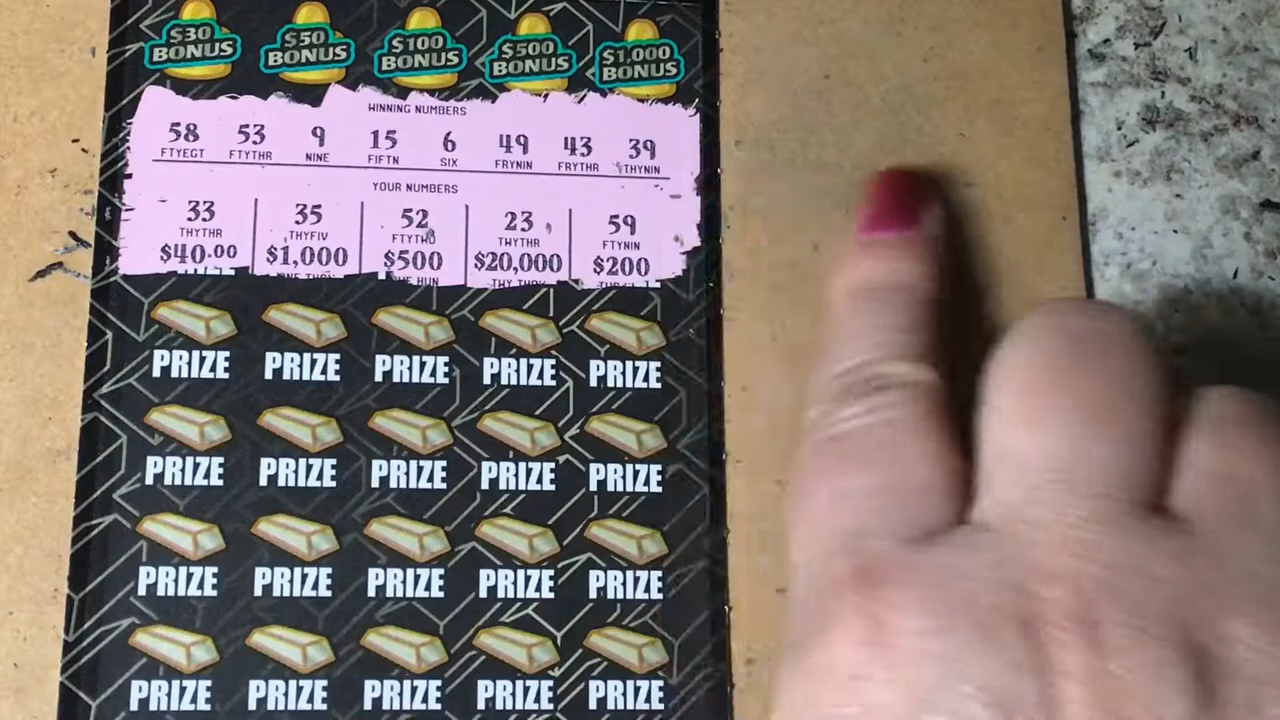 $30 $50 $100 $500 $1,000
BONUS BONUS BONUS BONUS BONUS
WINNING NUMBERS
58 53 9 15 6 49 43 39
FTYEGT FTYTHR NINE FIFTN SIX FRYNIN FRYTHR THYNIN
YOUR NUMBERS
33 35 52 23 59
THYTHR THYFIV FTYTWO TWYTHR FTYNIN
$40.00 $1,000 $500 $20,000 $200
PRIZE PRIZE PRIZE PRIZE PRIZE
PRIZE PRIZE PRIZE PRIZE PRIZE
PRIZE PRIZE PRIZE PRIZE PRIZE
PRIZE PRIZE PRIZE PRIZE PRIZE